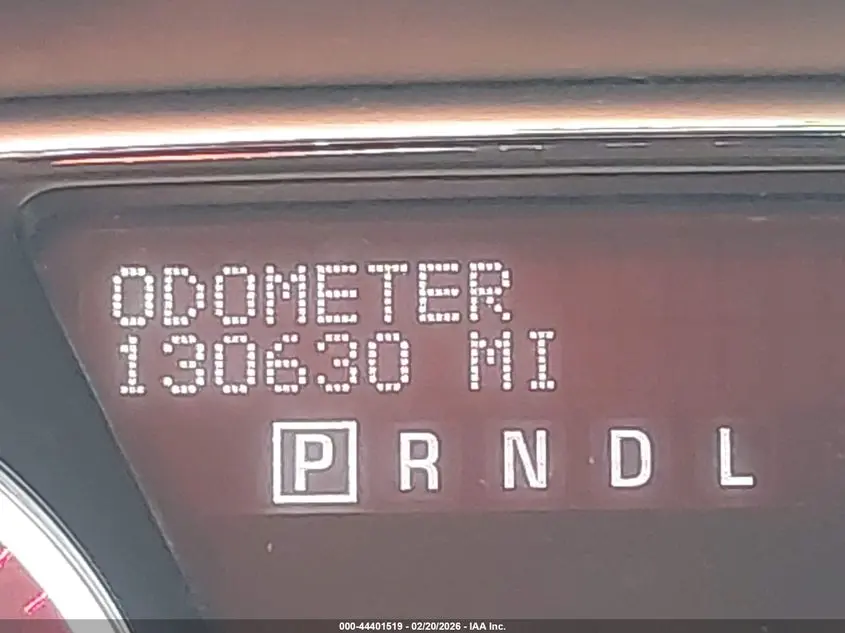 ODOMETER
130630 MI
P R N D L
000-44401519 - 02/20/2026 - IAA Inc.